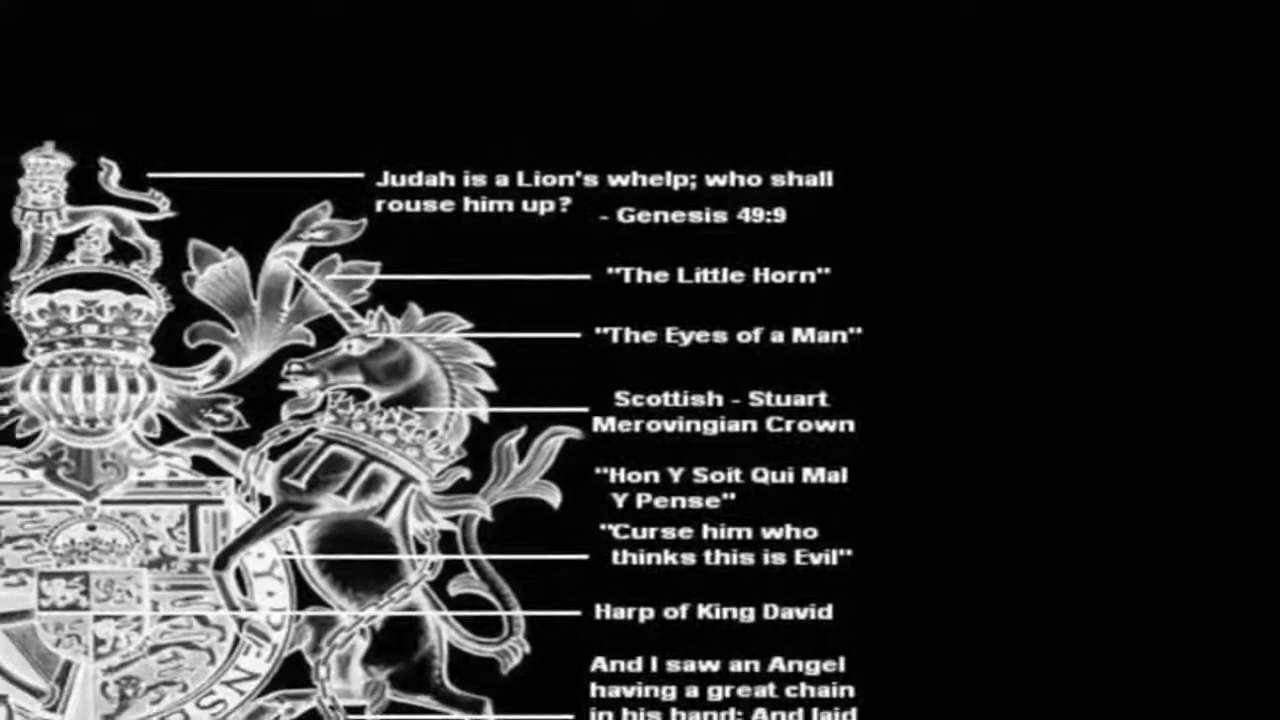 Judah is a Lion's whelp; who shall
rouse him up?
- Genesis 49:9
"The Little Horn"
"The Eyes of a Man"
Scottish - Stuart
Merovingian Crown
"Hon Y Soit Qui Mal
Y Pense"
"Curse him who
thinks this is Evil"
Harp of King David
And I saw an Angel
having a great chain
in his hand; And laid